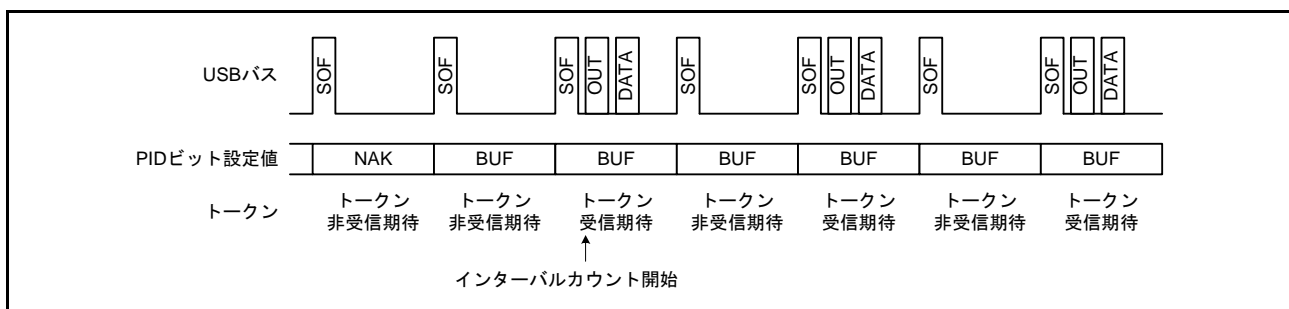 USBバス SOF SOF SOF OUT DATA SOF SOF OUT DATA SOF SOF OUT DATA
PIDビット設定値 NAK BUF BUF BUF BUF BUF BUF
トークン トークン トークン トークン トークン トークン トークン トークン
非受信期待 非受信期待 受信期待 非受信期待 受信期待 非受信期待 受信期待
インターバルカウント開始